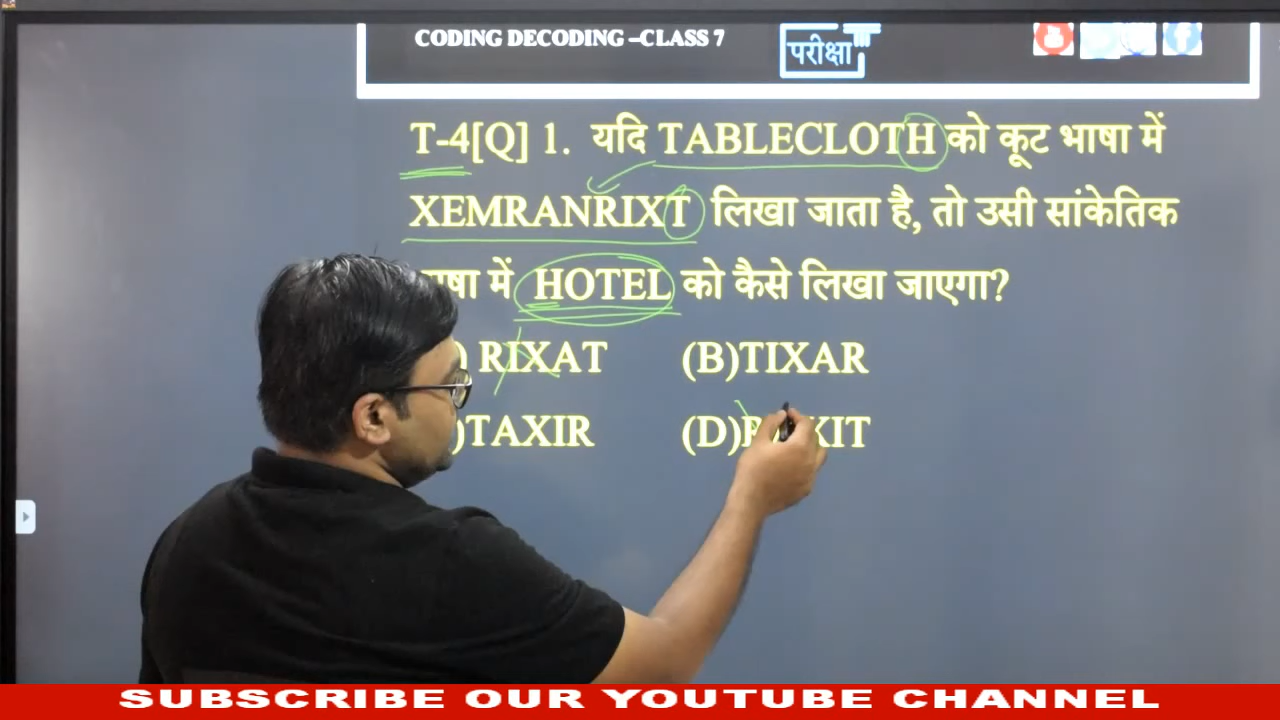 CODING DECODING –CLASS 7
परीक्षा
T-4[Q] 1. यदि TABLECLOTH को कूट भाषा में
XEMRANRIXT लिखा जाता है, तो उसी सांकेतिक
में HOTEL को कैसे लिखा जाएगा?
) RIXAT (B)TIXAR
)TAXIR (D)
SUBSCRIBE OUR YOUTUBE CHANNEL